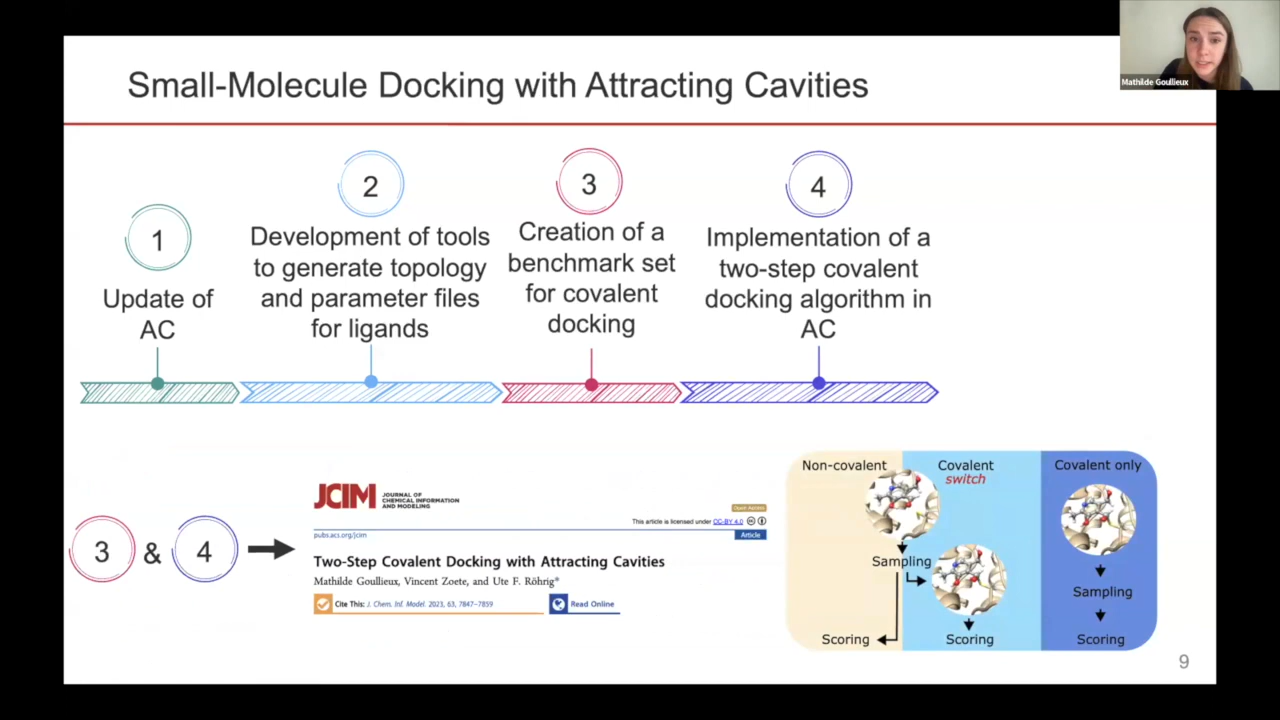 Mathilde Goullieux
Small-Molecule Docking with Attracting Cavities
1
Update of
AC
2
Development of tools
to generate topology
and parameter files
for ligands
3
Creation of a
benchmark set
for covalent
docking
4
Implementation of a
two-step covalent
docking algorithm in
AC
3 & 4
JCIM JOURNAL OF
CHEMICAL INFORMATION
AND MODELING
Open Access
This article is licensed under CC-BY 4.0
pubs.acs.org/jcim
Article
Two-Step Covalent Docking with Attracting Cavities
Mathilde Goullieux, Vincent Zoete, and Ute F. Röhrig*
Cite This: J. Chem. Inf. Model. 2023, 63, 7847–7859
Read Online
Non-covalent
Sampling
Scoring
Covalent
switch
Scoring
Covalent only
Sampling
Scoring
9